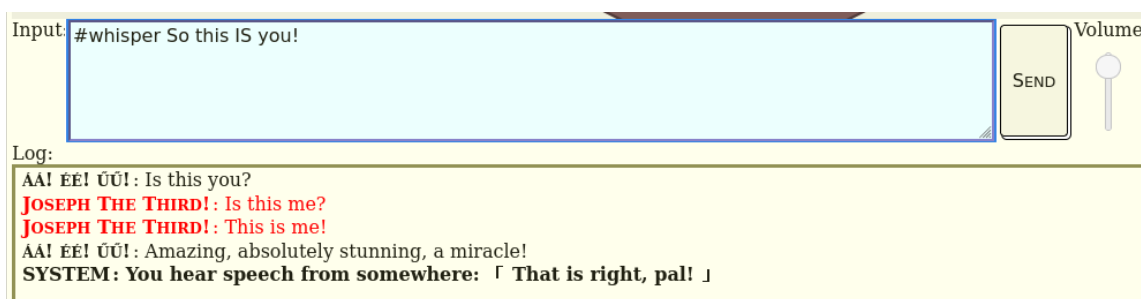 Input:
#whisper So this IS you!
SEND
Volume
Log:
ÁÁ! ÉÉ! ŰŰ!: Is this you?
JOSEPH THE THIRD!: Is this me?
JOSEPH THE THIRD!: This is me!
ÁÁ! ÉÉ! ŰŰ!: Amazing, absolutely stunning, a miracle!
SYSTEM: You hear speech from somewhere: 「 That is right, pal! 」